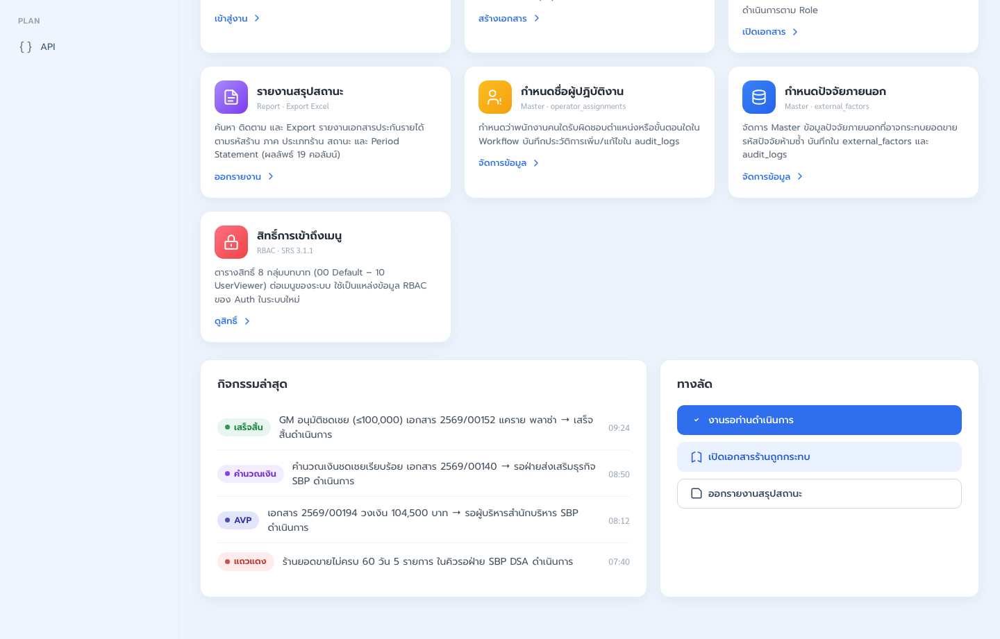 PLAN
{ } API
เข้าสู่งาน
สร้างเอกสาร
ดำเนินการตาม Role
เปิดเอกสาร
รายงานสรุปสถานะ
Report · Export Excel
ค้นหา ติดตาม และ Export รายงานเอกสารประกันรายได้
ตามรหัสร้าน ภาค ประเภทร้าน สถานะ และ Period
Statement (ผลลัพธ์ 19 คอลัมน์)
ออกรายงาน
กำหนดชื่อผู้ปฏิบัติงาน
Master · operator_assignments
กำหนดว่าพนักงานคนใดรับผิดชอบตำแหน่งหรือขั้นตอนใดใน
Workflow บันทึกประวัติการเพิ่ม/แก้ไขใน audit_logs
จัดการข้อมูล
กำหนดปัจจัยภายนอก
Master · external_factors
จัดการ Master ข้อมูลปัจจัยภายนอกที่อาจกระทบยอดขาย
รหัสปัจจัยห้ามซ้ำ บันทึกใน external_factors และ
audit_logs
จัดการข้อมูล
สิทธิ์การเข้าถึงเมนู
RBAC · SRS 3.1.1
ตารางสิทธิ์ 8 กลุ่มบทบาท (00 Default – 10
UserViewer) ต่อเมนูของระบบ ใช้เป็นแหล่งข้อมูล RBAC
ของ Auth ในระบบใหม่
ดูสิทธิ์
กิจกรรมล่าสุด
เสร็จสิ้น
GM อนุมัติชดเชย (≤100,000) เอกสาร 2569/00152 แคราย พลาซ่า → เสร็จ
สิ้นดำเนินการ
09:24
คำนวณเงิน
คำนวณเงินชดเชยเรียบร้อย เอกสาร 2569/00140 → รอฝ่ายส่งเสริมธุรกิจ
SBP ดำเนินการ
08:50
AVP
เอกสาร 2569/00194 วงเงิน 104,500 บาท → รอผู้บริหารสำนักบริหาร SBP
ดำเนินการ
08:12
แถวแดง
ร้านยอดขายไม่ครบ 60 วัน 5 รายการ ในคิวรอฝ่าย SBP DSA ดำเนินการ
07:40
ทางลัด
งานรอท่านดำเนินการ
เปิดเอกสารร้านถูกกระทบ
ออกรายงานสรุปสถานะ